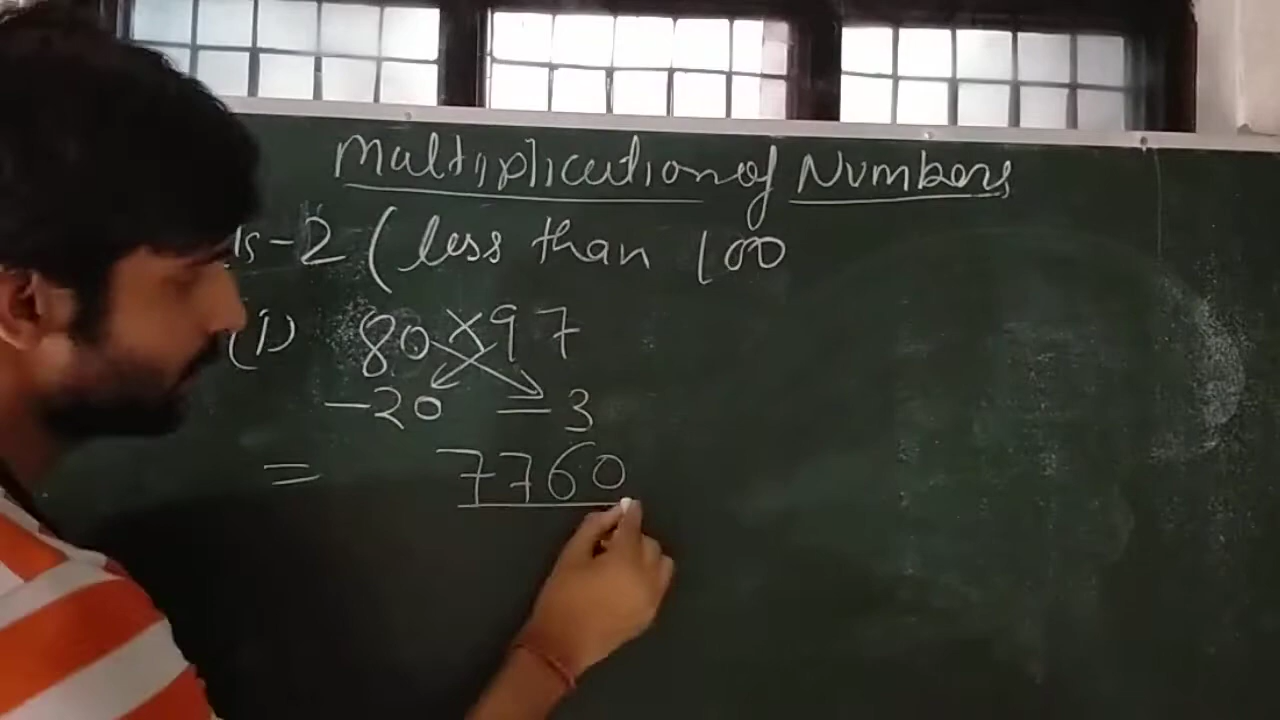 Multiplication of Numbers
-2 (less than 100
(1) 80 × 97
-20 -3
= 7760